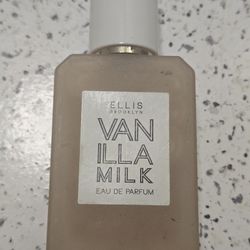 ELLIS
BROOKLYN
VAN
ILLA
MILK
EAU DE PARFUM